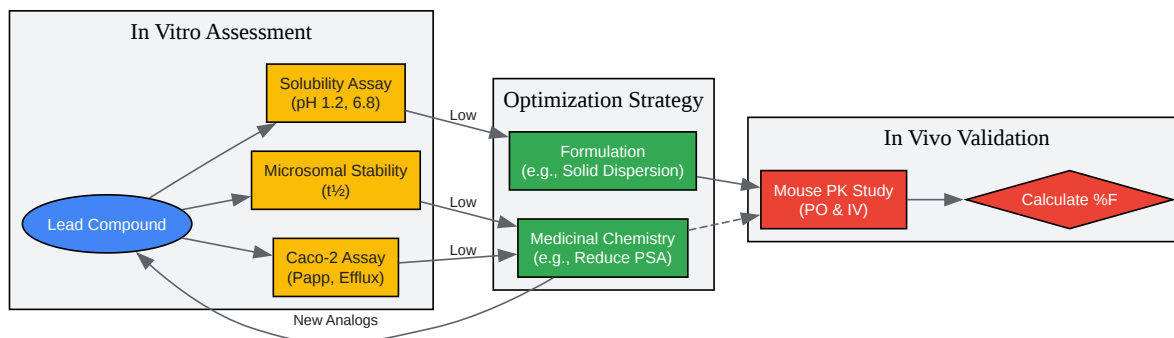 In Vitro Assessment
Solubility Assay
(pH 1.2, 6.8)
Low
Optimization Strategy
Formulation
(e.g., Solid Dispersion)
In Vivo Validation
Microsomal Stability
(t½)
Low
Mouse PK Study
(PO & IV)
Calculate %F
Lead Compound
Medicinal Chemistry
(e.g., Reduce PSA)
Caco-2 Assay
(Papp, Efflux)
Low
New Analogs